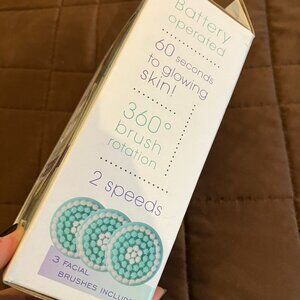 Battery
operated
60 seconds
to glowing
skin!
360°
brush
rotation
2 speeds
3 FACIAL
BRUSHES